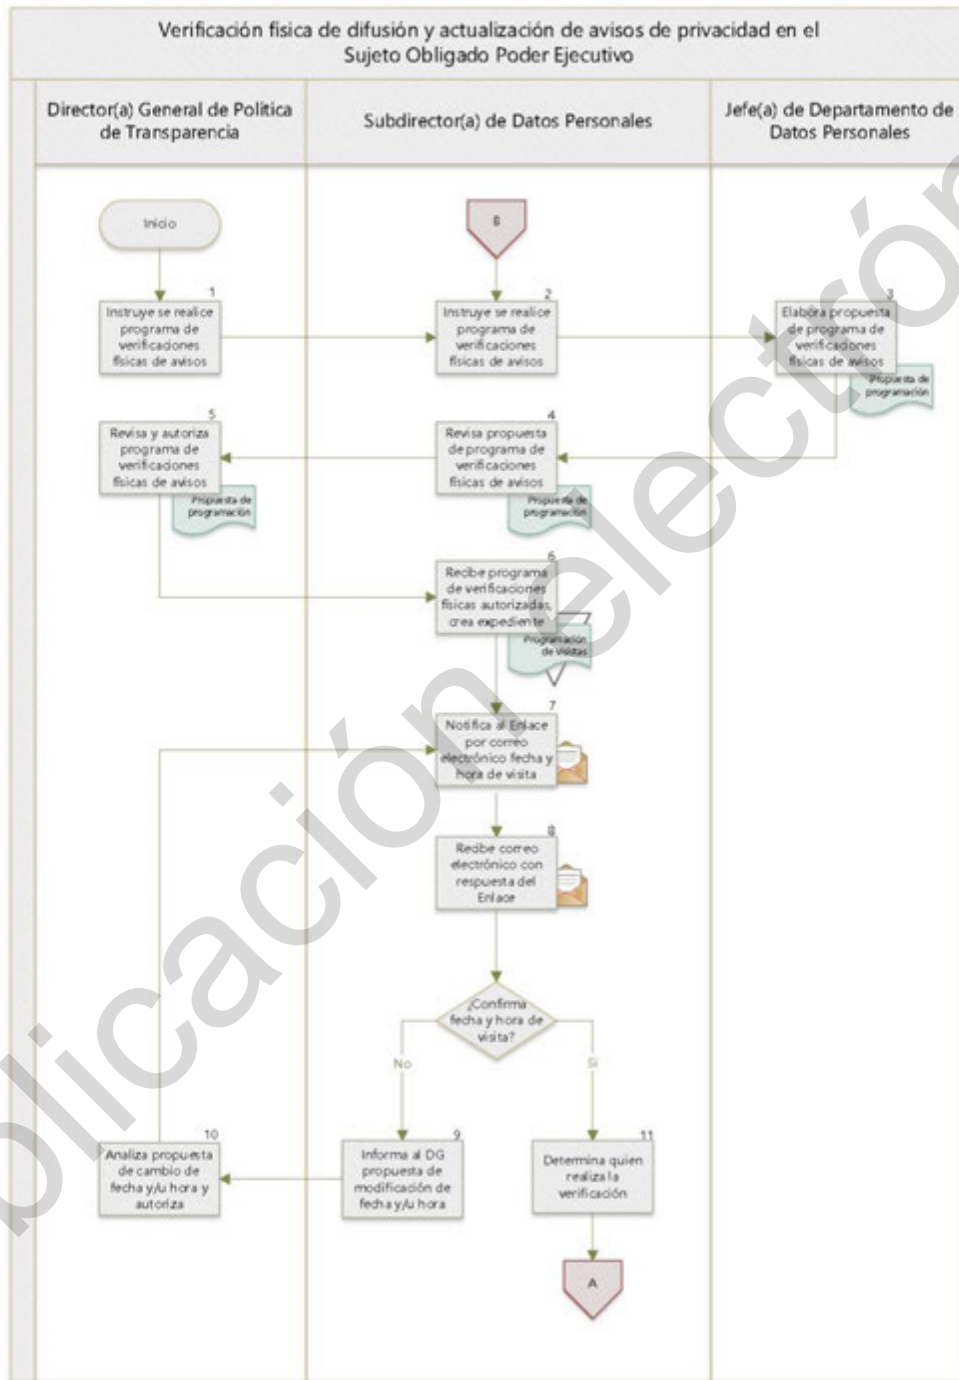 Verificación física de difusión y actualización de avisos de privacidad en el
Sujeto Obligado Poder Ejecutivo
Director(a) General de Política
de Transparencia
Subdirector(a) de Datos Personales
Jefe(a) de Departamento de
Datos Personales
Inicio
B
1
Instruye se realice
programa de
verificaciones
físicas de avisos
2
Instruye se realice
programa de
verificaciones
físicas de avisos
3
Elabora propuesta
de programa de
verificaciones
físicas de avisos
Propuesta de
programación
5
Revisa y autoriza
programa de
verificaciones
físicas de avisos
Propuesta de
programación
4
Revisa propuesta
de programa de
verificaciones
físicas de avisos
Propuesta de
programación
6
Recibe programa
de verificaciones
físicas autorizadas,
crea expediente
Programación
de Visistas
7
Notifica al Enlace
por correo
electrónico fecha y
hora de visita
8
Recibe correo
electrónico con
respuesta del
Enlace
¿Confirma
fecha y hora de
visita?
No
Si
10
Analiza propuesta
de cambio de
fecha y/u hora y
autoriza
9
Informa al DG
propuesta de
modificación de
fecha y/u hora
11
Determina quien
realiza la
verificación
A
plicación electrón